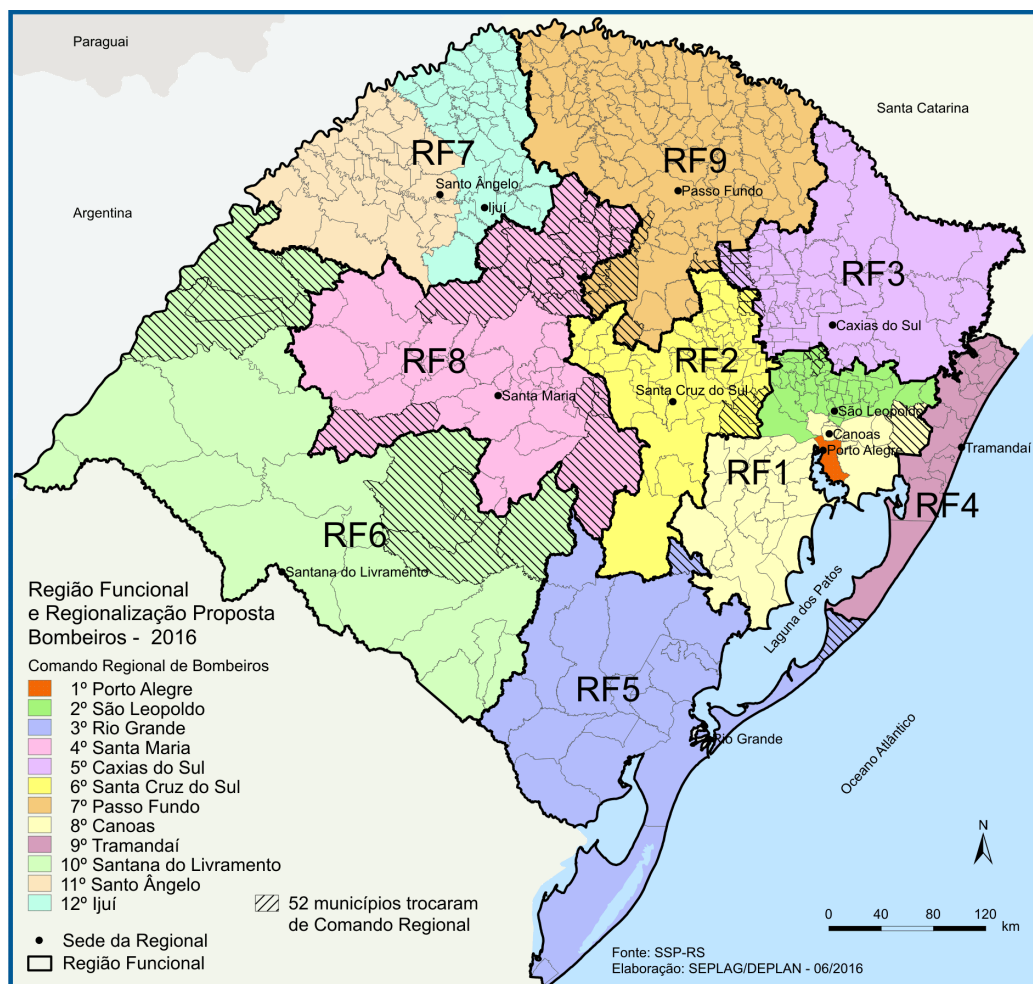 Paraguai
Santa Catarina
Argentina
RF7
RF9
Santo Ângelo
Passo Fundo
Ijuí
RF3
Caxias do Sul
RF8
RF2
Santa Maria
Santa Cruz do Sul
São Leopoldo
Canoas
Porto Alegre
Tramandaí
RF1
RF4
RF6
Santana do Livramento
Laguna dos Patos
RF5
Rio Grande
Oceano Atlântico
Região Funcional
e Regionalização Proposta
Bombeiros - 2016
Comando Regional de Bombeiros
1º Porto Alegre
2º São Leopoldo
3º Rio Grande
4º Santa Maria
5º Caxias do Sul
6º Santa Cruz do Sul
7º Passo Fundo
8º Canoas
9º Tramandaí
10º Santana do Livramento
11º Santo Ângelo
12º Ijuí
52 municípios trocaram
de Comando Regional
Sede da Regional
Região Funcional
N
0 40 80 120
km
Fonte: SSP-RS
Elaboração: SEPLAG/DEPLAN - 06/2016